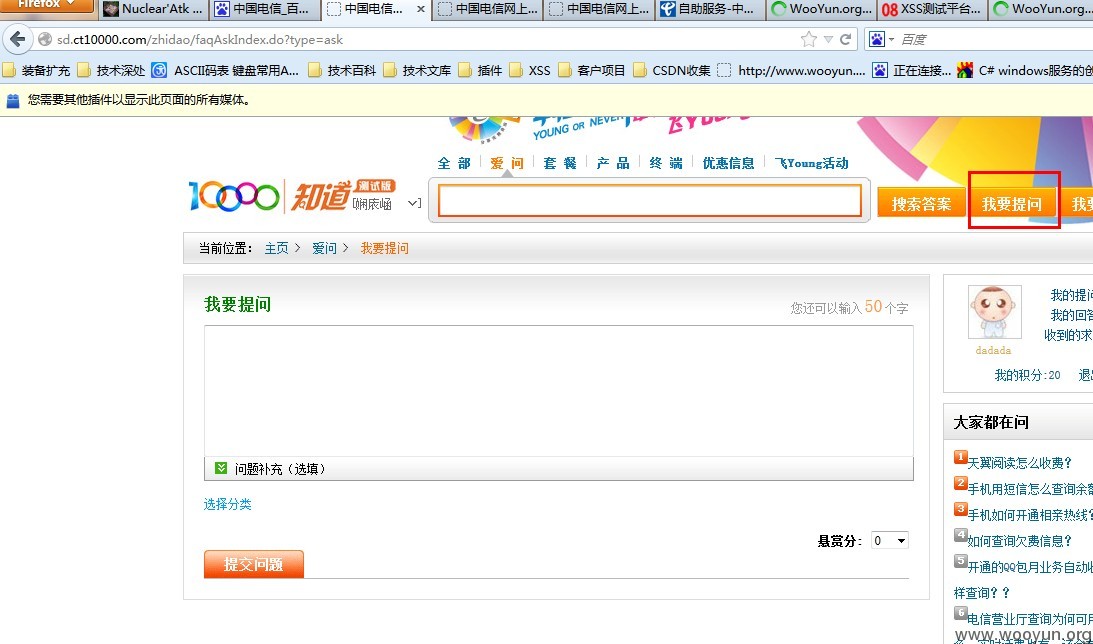 Firefox
Nuclear'Atk ...
中国电信_百...
中国电信...
中国电信网上...
中国电信网上...
自助服务-中...
WooYun.org...
XSS测试平台...
WooYun.org...
sd.ct10000.com/zhidao/faqAskIndex.do?type=ask
百度
装备扩充
技术深处
ASCII码表 键盘常用A...
技术百科
技术文库
插件
XSS
客户项目
CSDN收集
http://www.wooyun....
正在连接...
C# windows服务的创
您需要其他插件以显示此页面的所有媒体。
YOUNG OR NEVER
全 部
爱 问
套 餐
产 品
终 端
优惠信息
飞Young活动
10000 知道 测试版
搜索答案
我要提问
我要
当前位置： 主页 > 爱问 > 我要提问
我要提问
您还可以输入 50 个字
问题补充（选填）
选择分类
悬赏分： 0
提交问题
我的提问
我的回答
收到的求
dadada
我的积分:20 退出
大家都在问
1 天翼阅读怎么收费？
2 手机用短信怎么查询余额
3 手机如何开通相亲热线？
4 如何查询欠费信息？
5 开通的QQ包月业务自动收
样查询？？
6 电信营业厅查询为何可用
www.wooyun.org